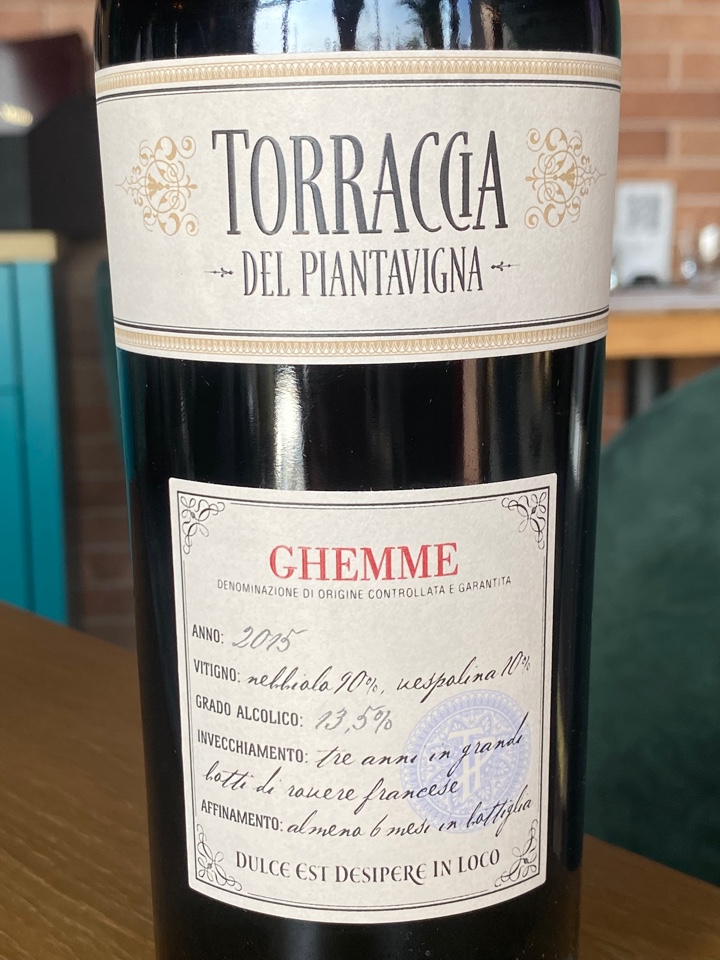 TORRACCIA
DEL PIANTAVIGNA
GHEMME
DENOMINAZIONE DI ORIGINE CONTROLLATA E GARANTITA
ANNO: 2015
VITIGNO: nebbiolo 90%, vespolina 10%
GRADO ALCOLICO: 13,5%
INVECCHIAMENTO: tre anni in grandi
botti di rovere francese
AFFINAMENTO: almeno 6 mesi in bottiglia
DULCE EST DESIPERE IN LOCO